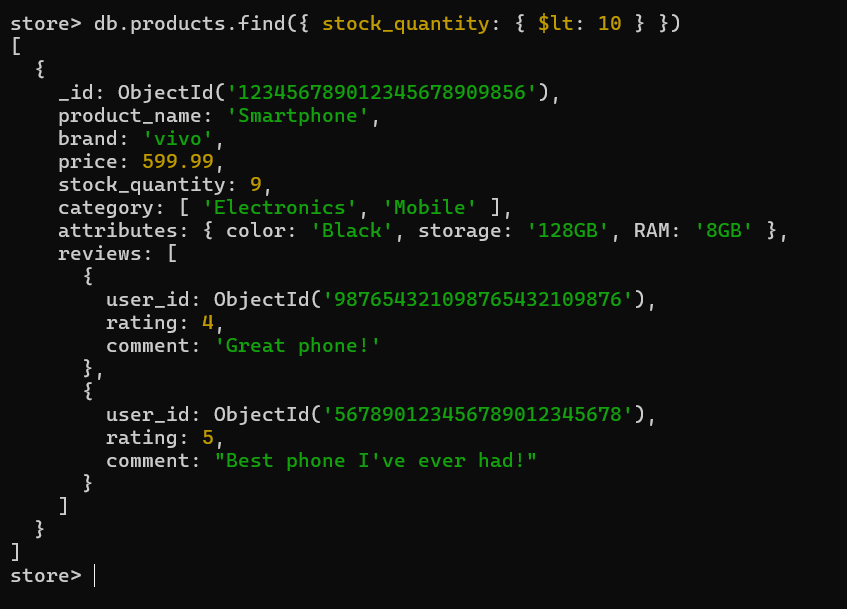 store> db.products.find({ stock_quantity: { $lt: 10 } })
[
  {
    _id: ObjectId('1234567890123456789​09856'),
    product_name: 'Smartphone',
    brand: 'vivo',
    price: 599.99,
    stock_quantity: 9,
    category: [ 'Electronics', 'Mobile' ],
    attributes: { color: 'Black', storage: '128GB', RAM: '8GB' },
    reviews: [
      {
        user_id: ObjectId('987654321098765432109876'),
        rating: 4,
        comment: 'Great phone!'
      },
      {
        user_id: ObjectId('567890123456789012345678'),
        rating: 5,
        comment: "Best phone I've ever had!"
      }
    ]
  }
]
store>